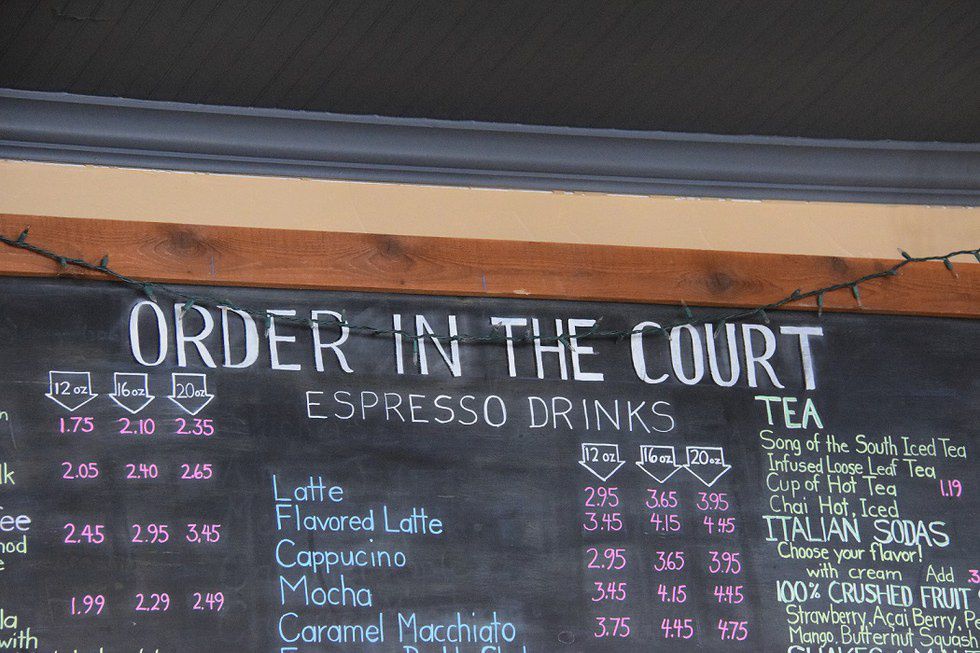 ORDER IN THE COURT
12 oz 16 oz 20 oz
1.75 2.10 2.35
2.05 2.40 2.65
2.45 2.95 3.45
1.99 2.29 2.49
with
ESPRESSO DRINKS
12 oz 16 oz 20 oz
Latte 2.95 3.65 3.95
Flavored Latte 3.45 4.15 4.45
Cappucino 2.95 3.65 3.95
Mocha 3.45 4.15 4.45
Caramel Macchiato 3.75 4.45 4.75
TEA
Song of the South Iced Tea
Infused Loose Leaf Tea
Cup of Hot Tea 1.19
Chai Hot, Iced
ITALIAN SODAS
Choose your flavor!
with cream Add
100% CRUSHED FRUIT
Strawberry, Açai Berry,
Mango, Butternut Squash